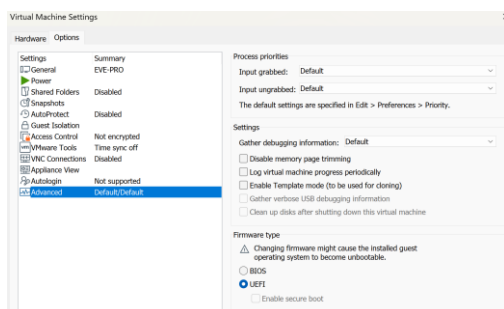 Virtual Machine Settings
Hardware Options
Settings Summary
General EVE-PRO
Power
Shared Folders Disabled
Snapshots
AutoProtect Disabled
Guest Isolation
Access Control Not encrypted
VMware Tools Time sync off
VNC Connections Disabled
Appliance View
Autologin Not supported
Advanced Default/Default
Process priorities
Input grabbed: Default
Input ungrabbed: Default
The default settings are specified in Edit > Preferences > Priority.
Settings
Gather debugging information: Default
Disable memory page trimming
Log virtual machine progress periodically
Enable Template mode (to be used for cloning)
Gather verbose USB debugging information
Clean up disks after shutting down this virtual machine
Firmware type
Changing firmware might cause the installed guest
operating system to become unbootable.
BIOS
UEFI
Enable secure boot